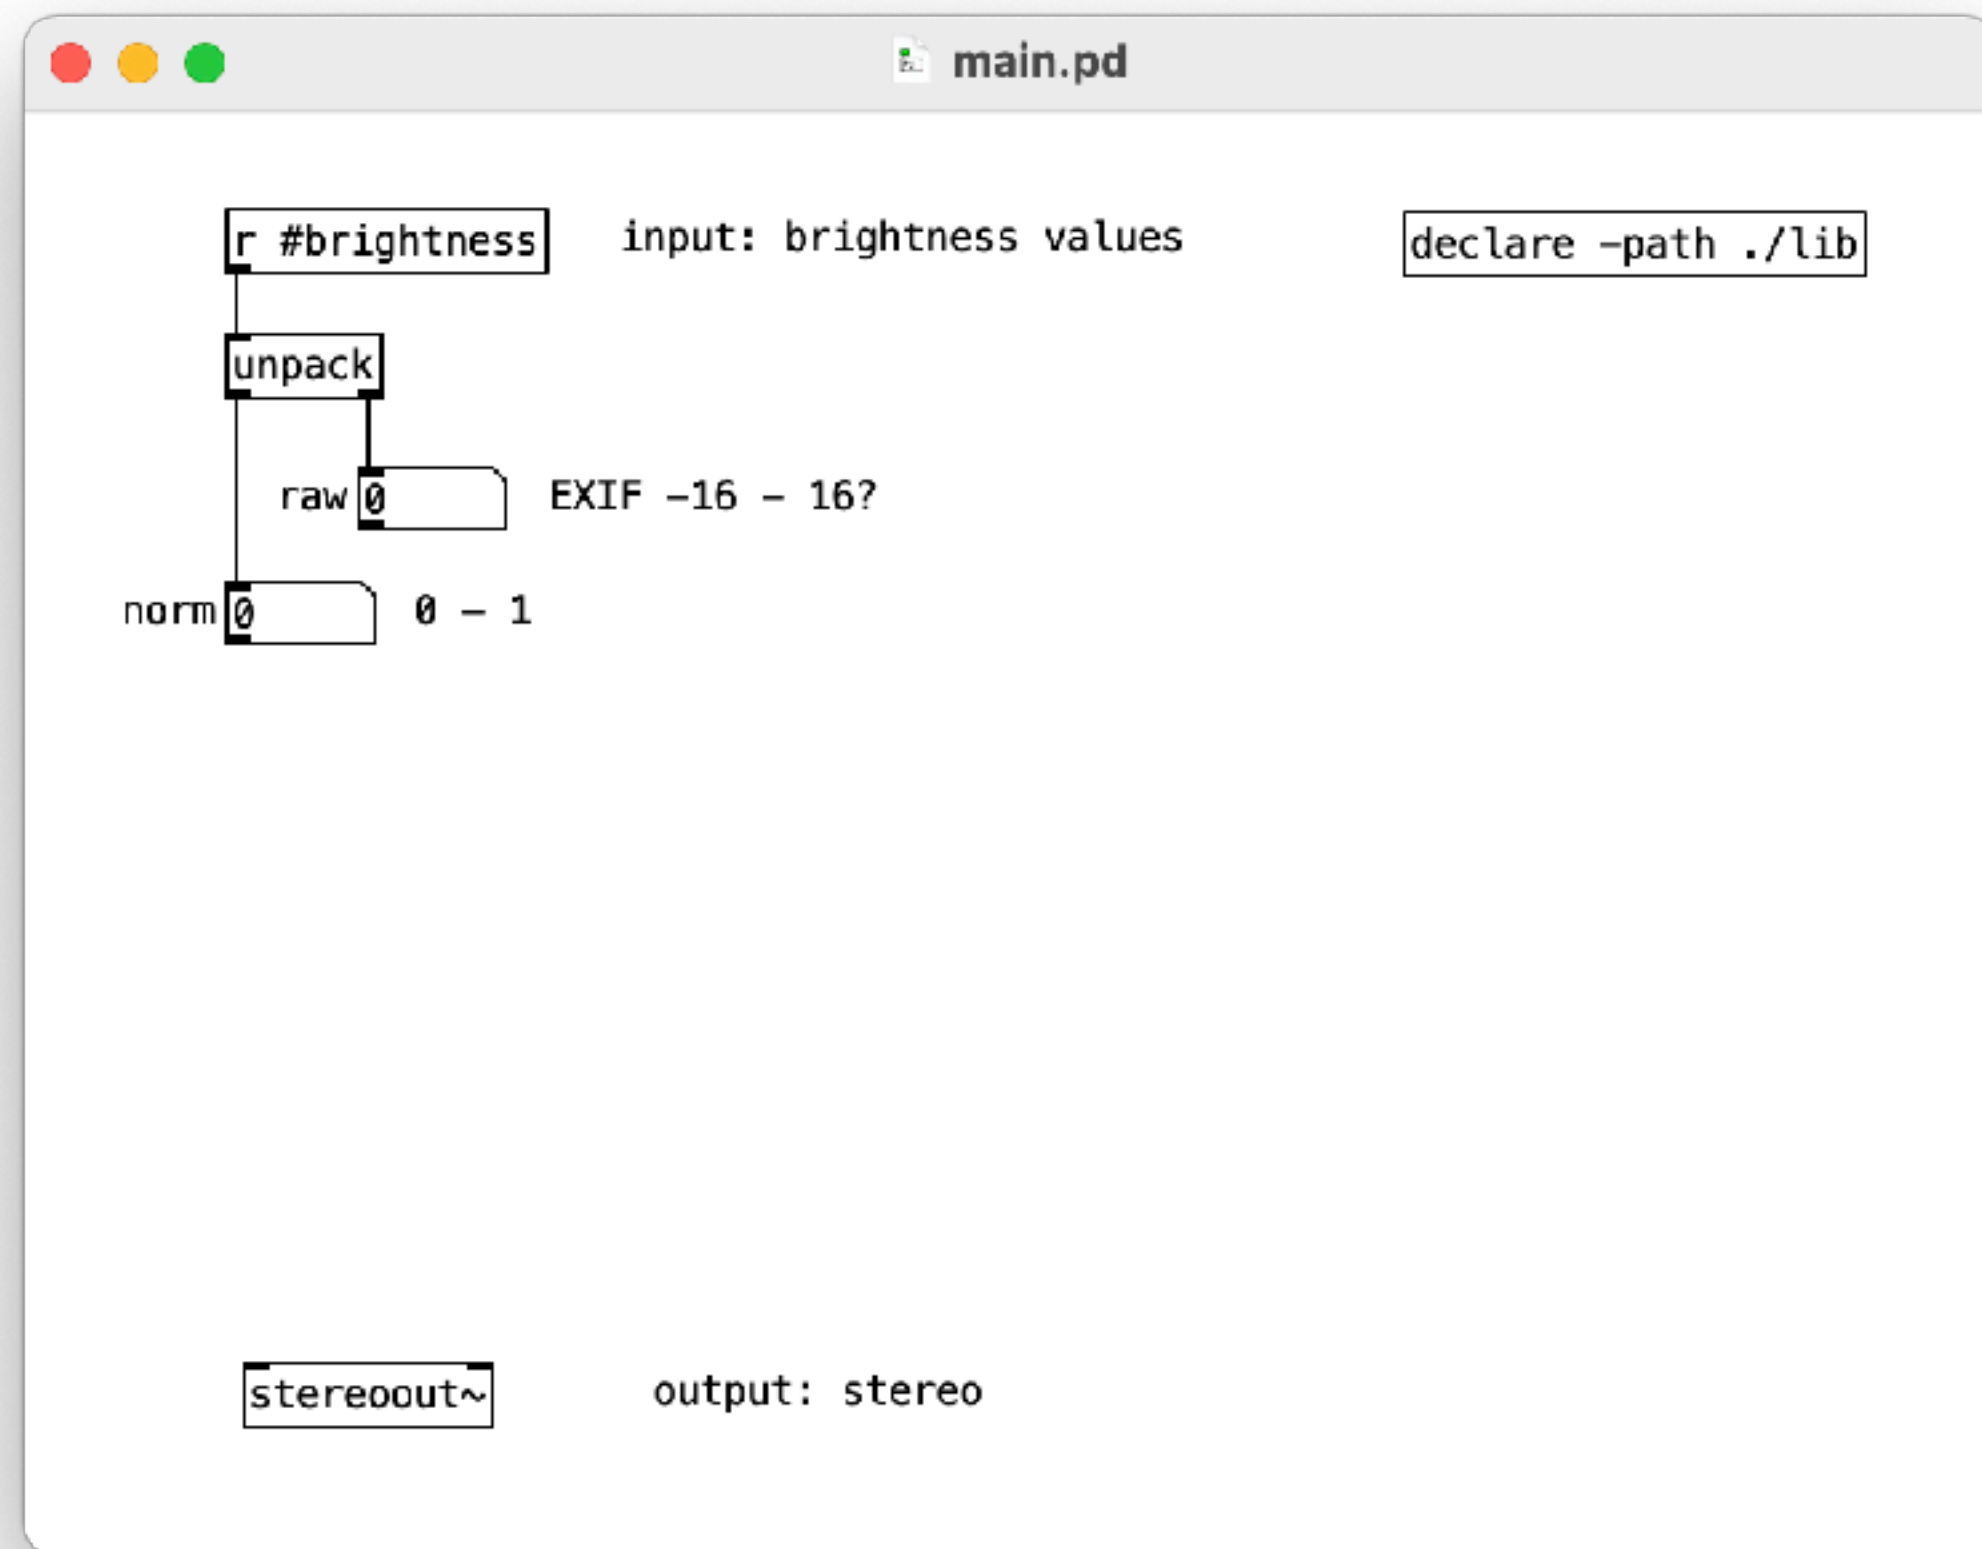 main.pd
r #brightness
input: brightness values
declare -path ./lib
unpack
raw 0
EXIF -16 - 16?
norm 0
0 - 1
stereoout~
output: stereo